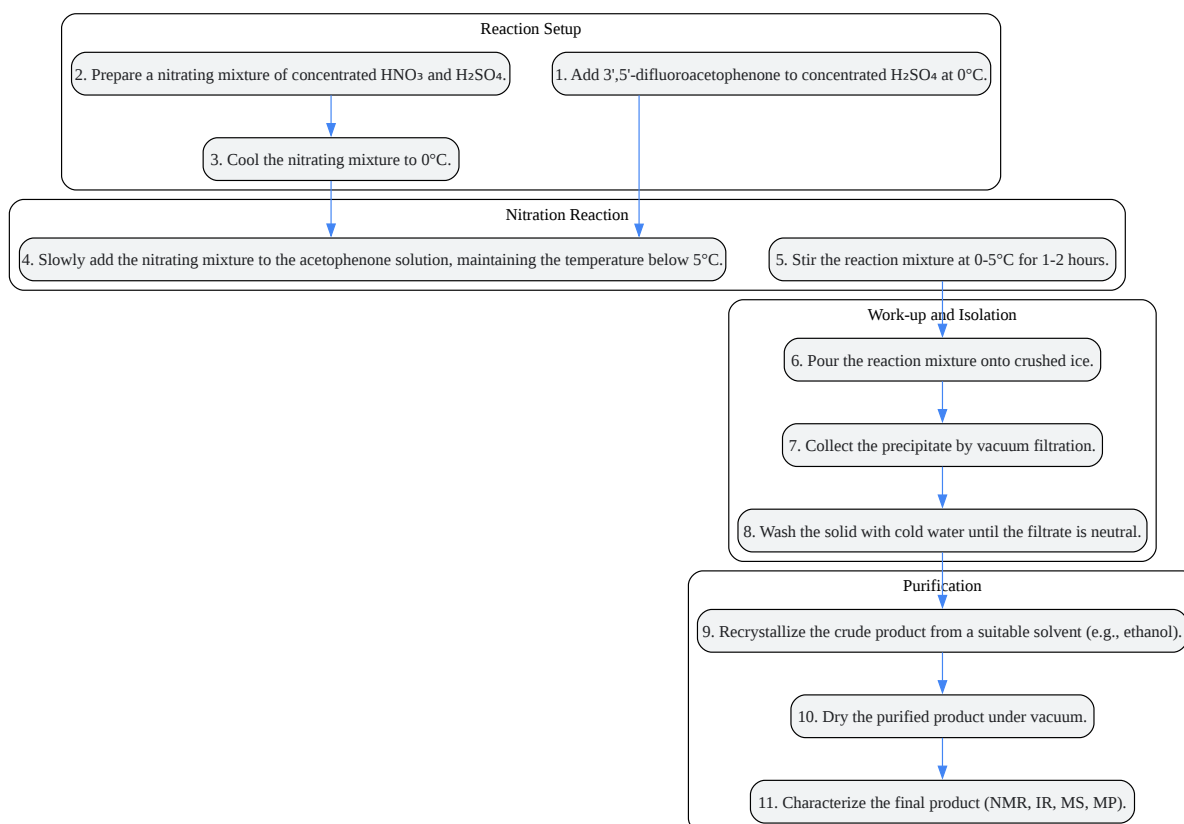 Reaction Setup
2. Prepare a nitrating mixture of concentrated HNO₃ and H₂SO₄.
1. Add 3',5'-difluoroacetophenone to concentrated H₂SO₄ at 0°C.
3. Cool the nitrating mixture to 0°C.
Nitration Reaction
4. Slowly add the nitrating mixture to the acetophenone solution, maintaining the temperature below 5°C.
5. Stir the reaction mixture at 0-5°C for 1-2 hours.
Work-up and Isolation
6. Pour the reaction mixture onto crushed ice.
7. Collect the precipitate by vacuum filtration.
8. Wash the solid with cold water until the filtrate is neutral.
Purification
9. Recrystallize the crude product from a suitable solvent (e.g., ethanol).
10. Dry the purified product under vacuum.
11. Characterize the final product (NMR, IR, MS, MP).